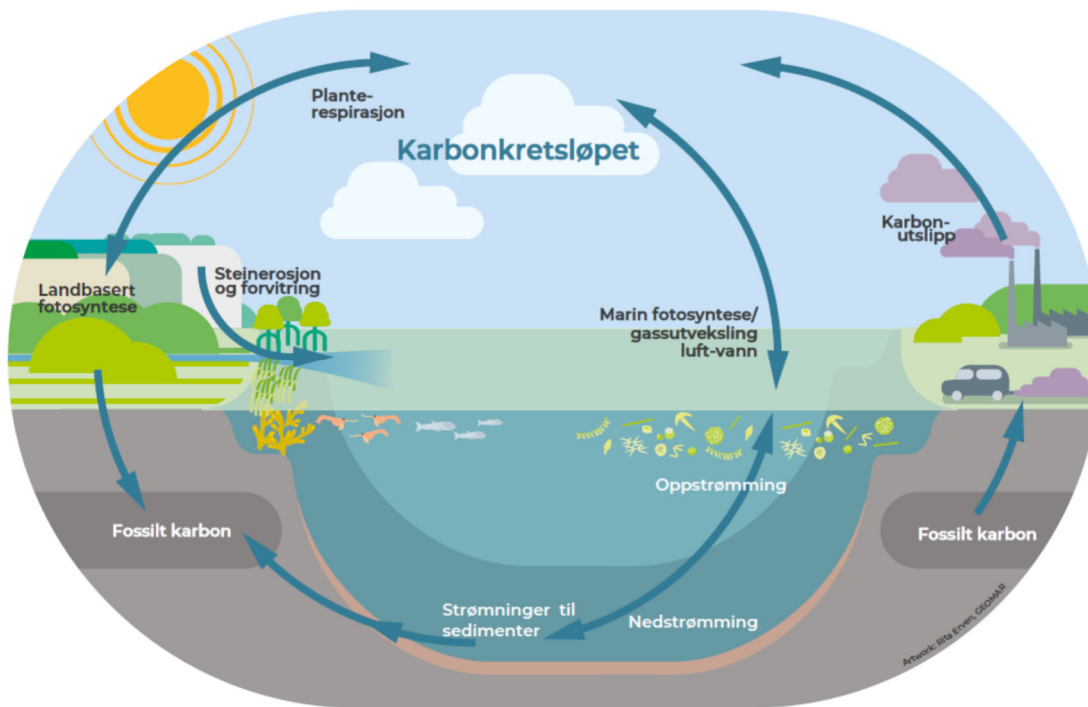 Plante-
respirasjon
Karbonkretsløpet
Karbon-
utslipp
Steinerosjon
og forvitring
Landbasert
fotosyntese
Marin fotosyntese/
gassutveksling
luft-vann
Oppstrømming
Fossilt karbon
Fossilt karbon
Strømninger til
sedimenter
Nedstrømming
Artwork: Rita Erven, GEOMAR